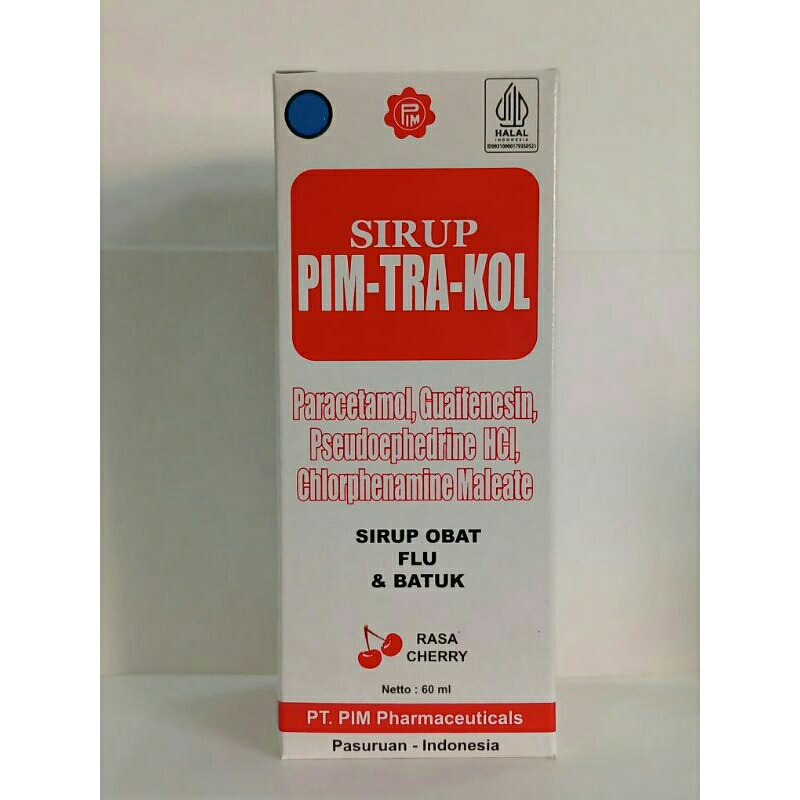 PIM
HALAL
INDONESIA
SIRUP
PIM-TRA-KOL
Paracetamol, Guaifenesin,
Pseudoephedrine HCl,
Chlorphenamine Maleate
SIRUP OBAT
FLU
& BATUK
RASA
CHERRY
Netto : 60 ml
PT. PIM Pharmaceuticals
Pasuruan - Indonesia